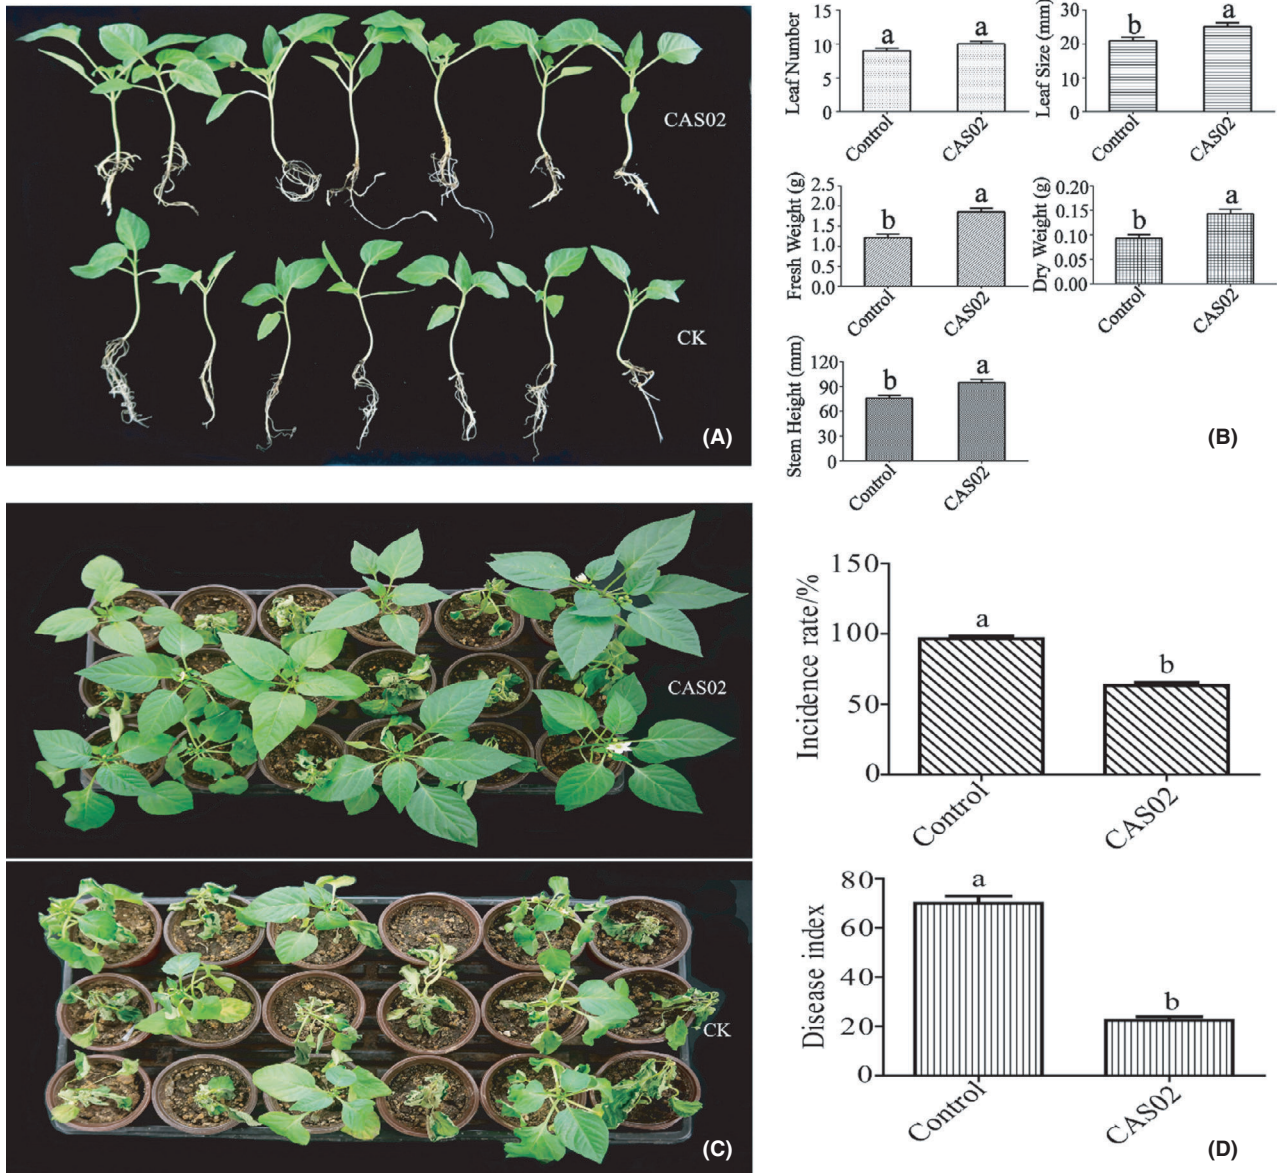 CAS02
CK
(A)
Leaf Number
15
10
5
0
a
a
Control
CAS02
Leaf Size (mm)
30
20
10
0
b
a
Control
CAS02
Fresh Weight (g)
2.5
2.0
1.5
1.0
0.5
0.0
b
a
Control
CAS02
Dry Weight (g)
0.20
0.15
0.10
0.05
0.00
b
a
Control
CAS02
Stem Height (mm)
120
90
60
30
0
b
a
Control
CAS02
(B)
CAS02
CK
(C)
Incidence rate/%
150
100
50
0
a
b
Control
CAS02
Disease index
80
60
40
20
0
a
b
Control
CAS02
(D)